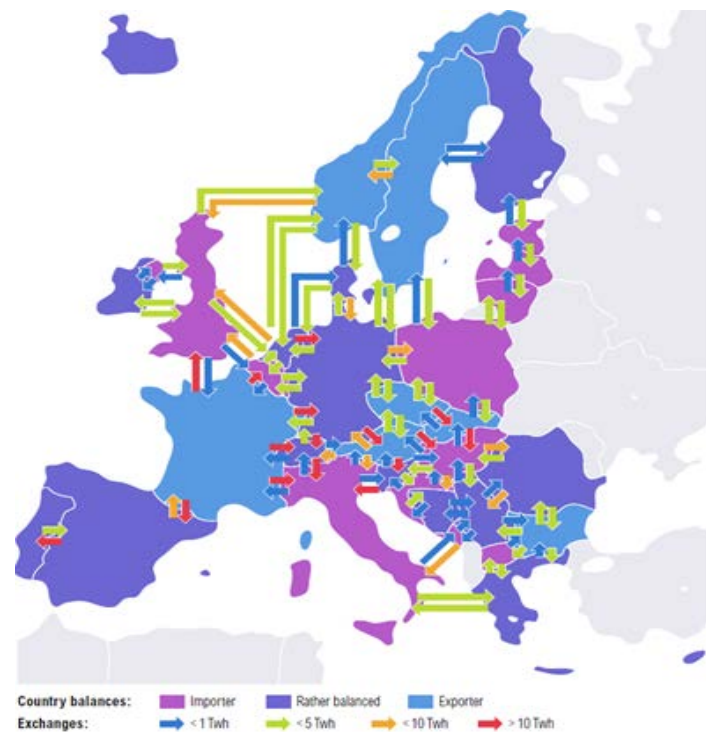 Country balances: Importer Rather balanced Exporter
Exchanges: < 1 Twh < 5 Twh < 10 Twh > 10 Twh